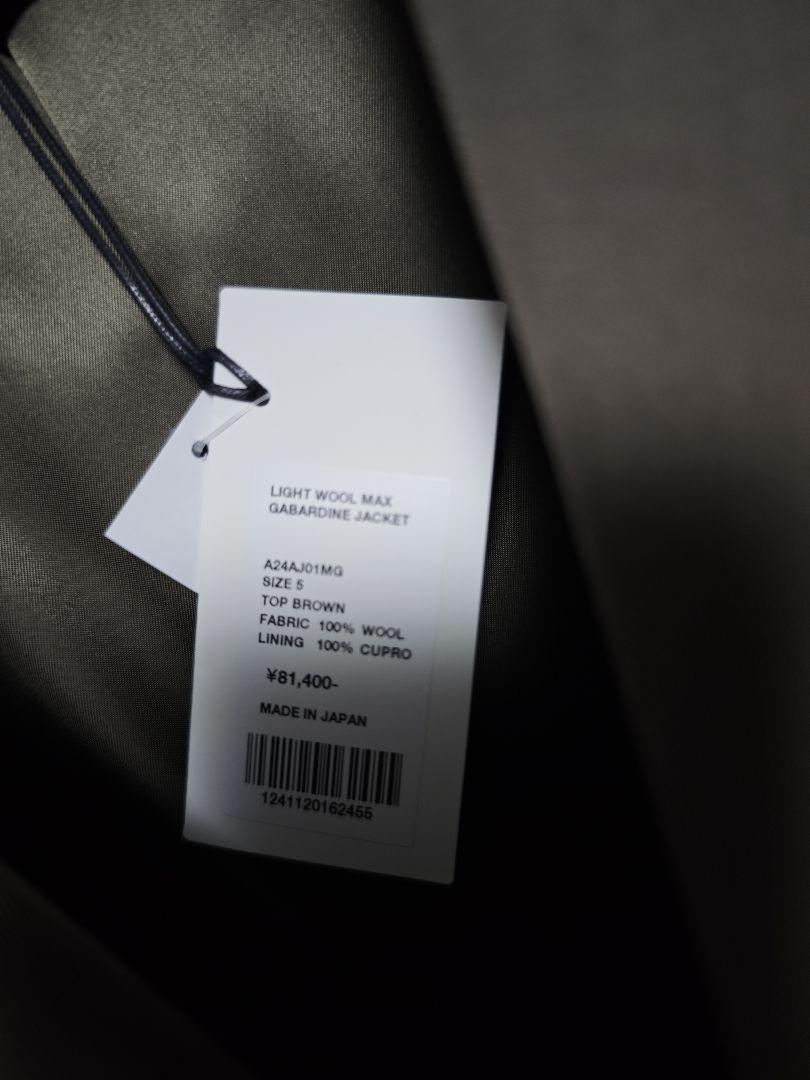 LIGHT WOOL MAX
GABARDINE JACKET
A24AJ01MG
SIZE 5
TOP BROWN
FABRIC 100% WOOL
LINING 100% CUPRO
¥81,400-
MADE IN JAPAN
1241120162455